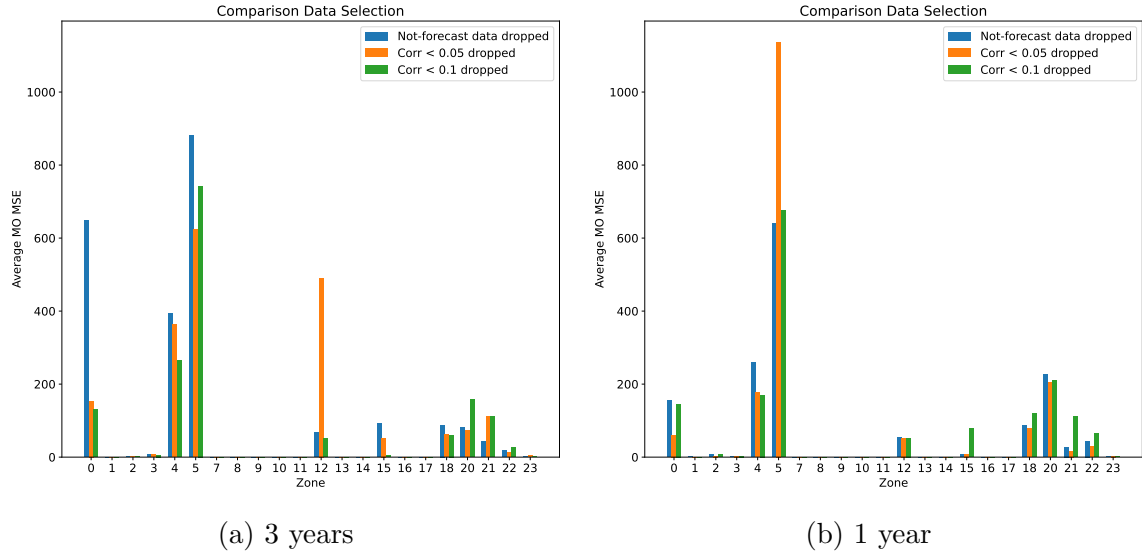 Comparison Data Selection
Not-forecast data dropped
Corr < 0.05 dropped
Corr < 0.1 dropped
Average MO MSE
1000
800
600
400
200
0
0 1 2 3 4 5 7 8 9 10 11 12 13 14 15 16 17 18 20 21 22 23
Zone
(a) 3 years
Comparison Data Selection
Not-forecast data dropped
Corr < 0.05 dropped
Corr < 0.1 dropped
Average MO MSE
1000
800
600
400
200
0
0 1 2 3 4 5 7 8 9 10 11 12 13 14 15 16 17 18 20 21 22 23
Zone
(b) 1 year